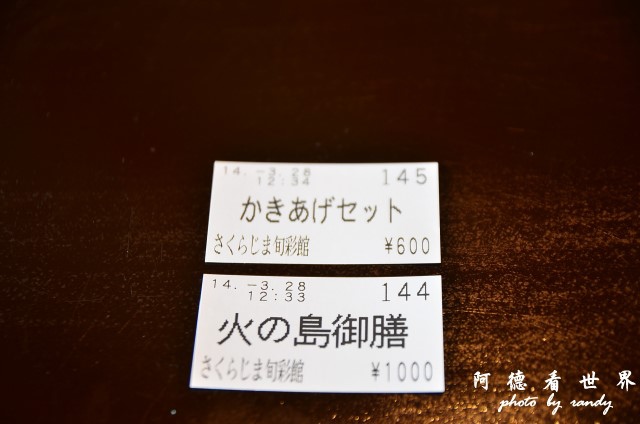 14.-3.28
12:34
145
かきあげセット
さくらじま旬彩館 ¥600
14.-3.28
12:33
144
火の島御膳
さくらじま旬彩館 ¥1000
阿德看世界
photo by randy